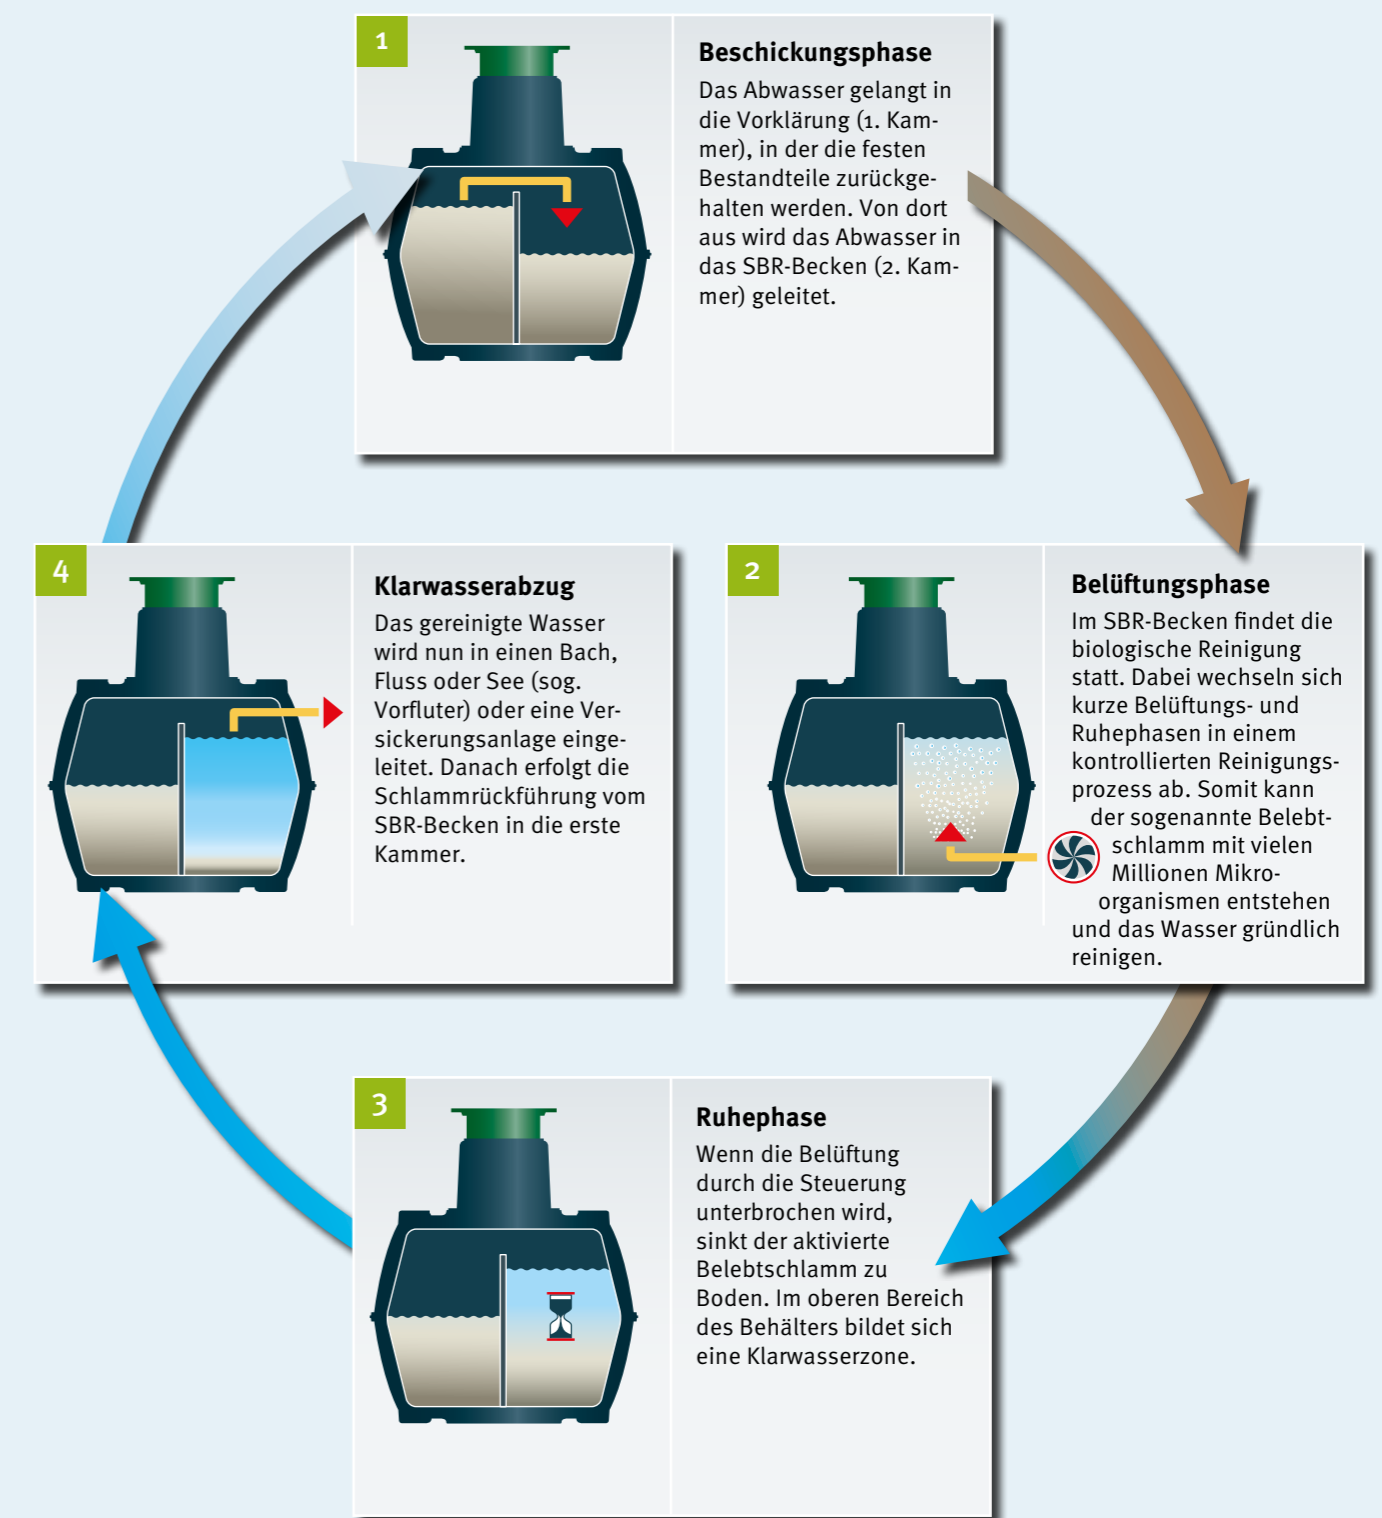 1
Beschickungsphase
Das Abwasser gelangt in
die Vorklärung (1. Kam-
mer), in der die festen
Bestandteile zurückge-
halten werden. Von dort
aus wird das Abwasser in
das SBR-Becken (2. Kam-
mer) geleitet.
2
Belüftungsphase
Im SBR-Becken findet die
biologische Reinigung
statt. Dabei wechseln sich
kurze Belüftungs- und
Ruhephasen in einem
kontrollierten Reinigungs-
prozess ab. Somit kann
der sogenannte Belebt-
schlamm mit vielen
Millionen Mikro-
organismen entstehen
und das Wasser gründlich
reinigen.
3
Ruhephase
Wenn die Belüftung
durch die Steuerung
unterbrochen wird,
sinkt der aktivierte
Belebtschlamm zu
Boden. Im oberen Bereich
des Behälters bildet sich
eine Klarwasserzone.
4
Klarwasserabzug
Das gereinigte Wasser
wird nun in einen Bach,
Fluss oder See (sog.
Vorfluter) oder eine Ver-
sickerungsanlage einge-
leitet. Danach erfolgt die
Schlammrückführung vom
SBR-Becken in die erste
Kammer.